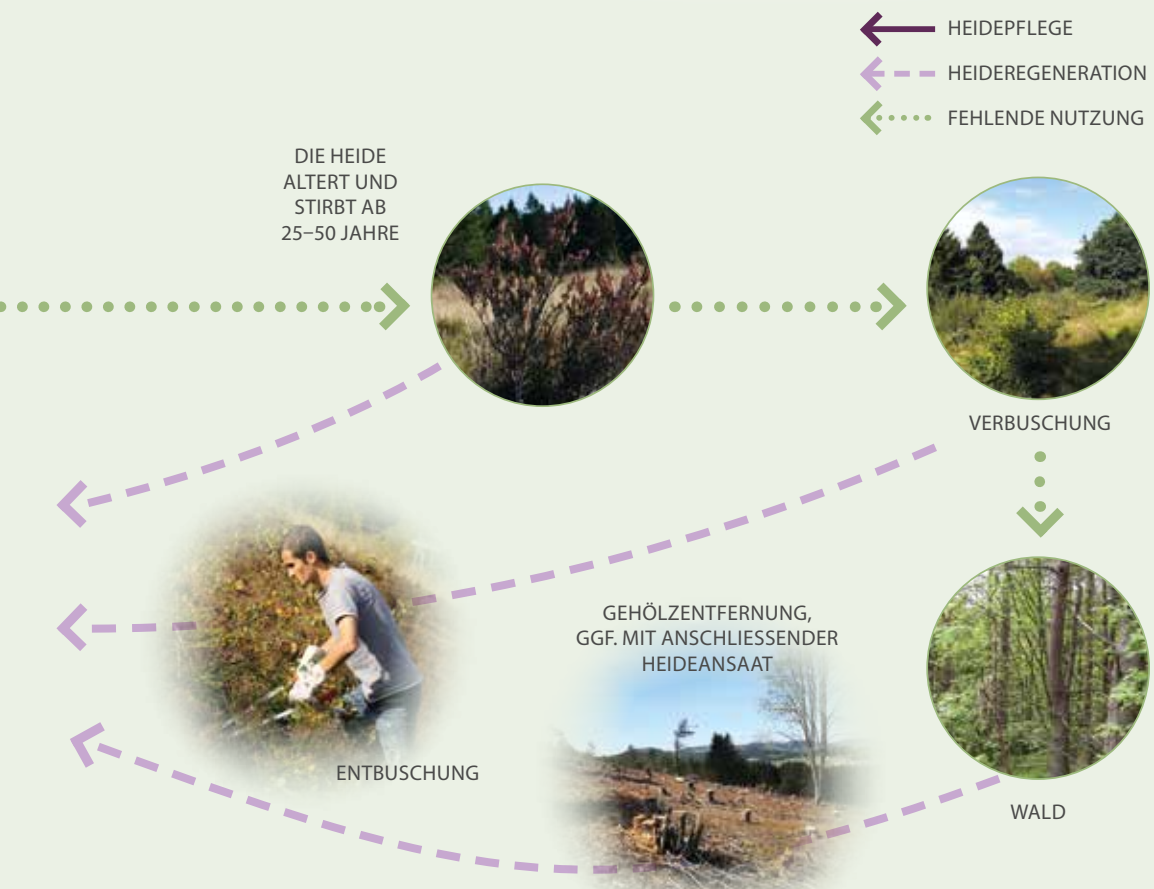 HEIDEPFLEGE
HEIDEREGENERATION
FEHLENDE NUTZUNG
DIE HEIDE
ALTERT UND
STIRBT AB
25–50 JAHRE
VERBUSCHUNG
GEHÖLZENTFERNUNG,
GGF. MIT ANSCHLIESSENDER
HEIDEANSAAT
ENTBUSCHUNG
WALD